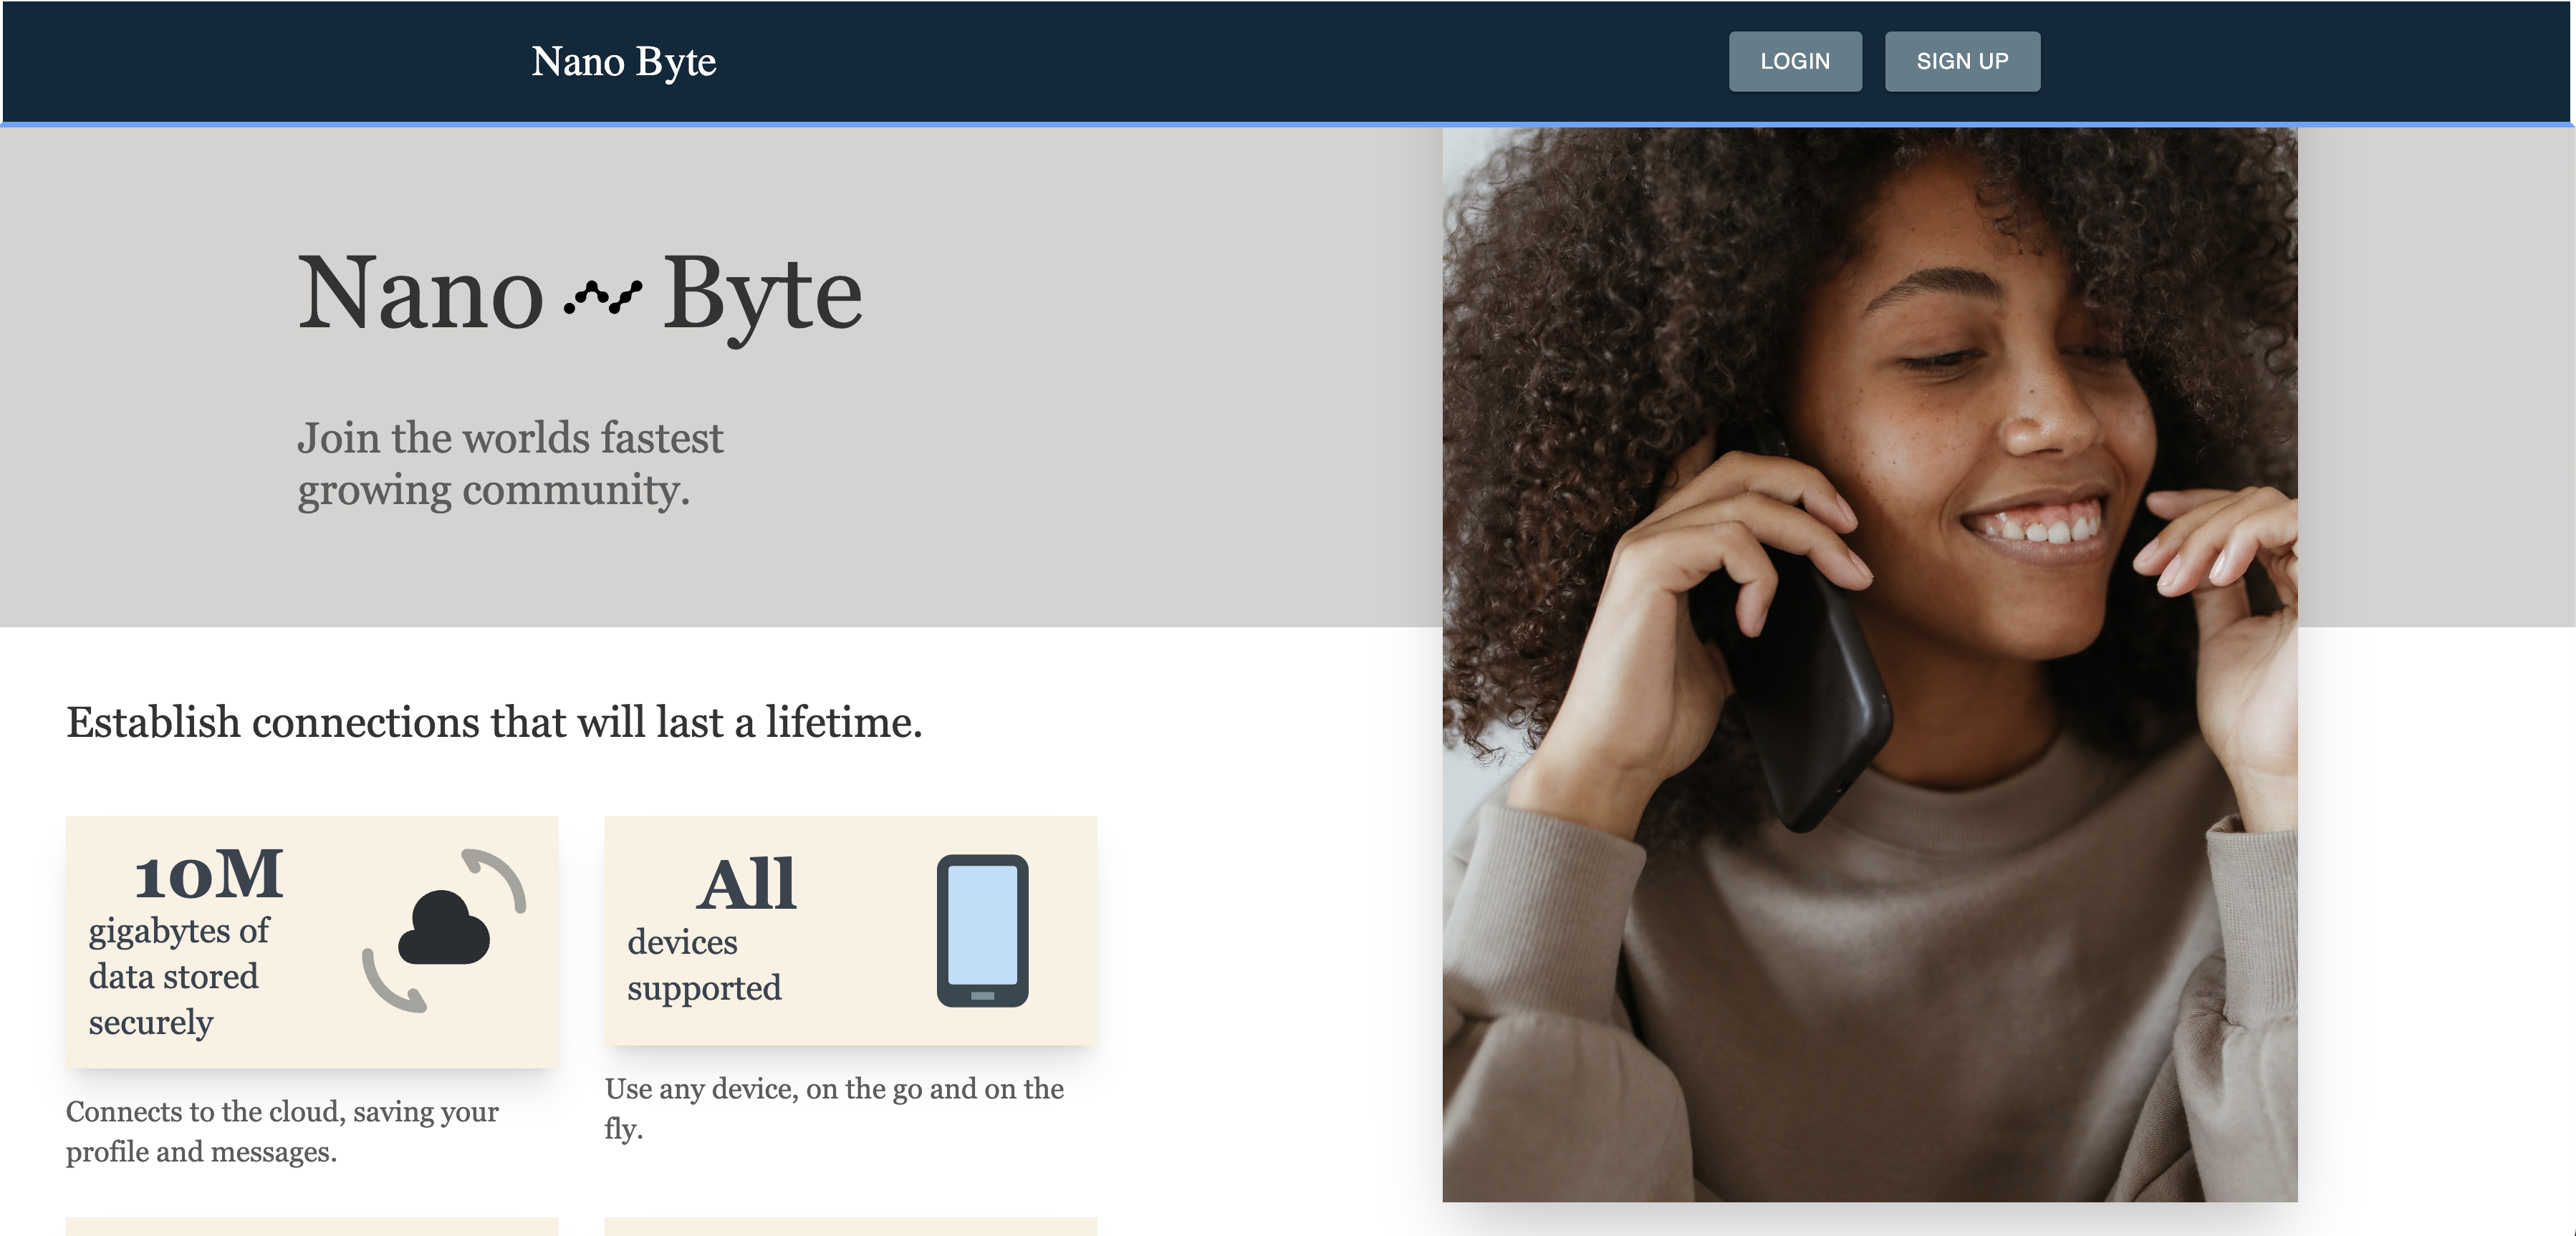 Nano Byte
LOGIN
SIGN UP
Nano Byte
Join the worlds fastest
growing community.
Establish connections that will last a lifetime.
10M
gigabytes of
data stored
securely
Connects to the cloud, saving your
profile and messages.
All
devices
supported
Use any device, on the go and on the
fly.